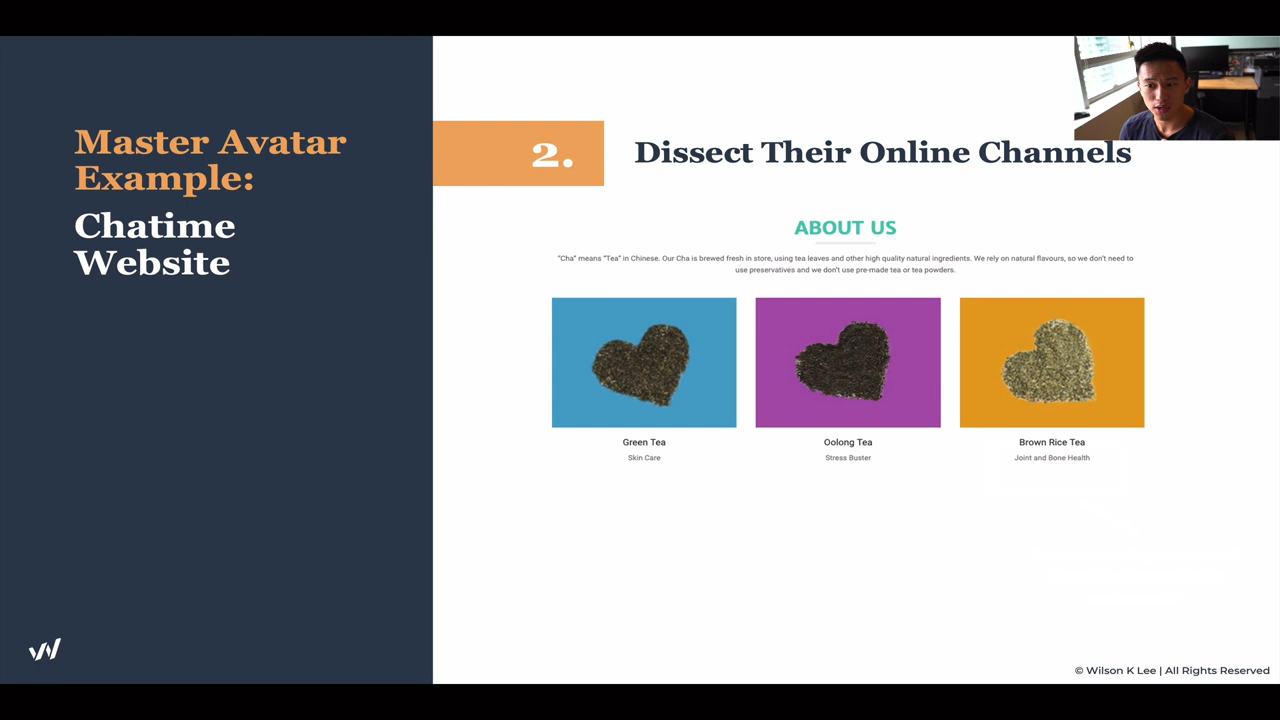 Master Avatar
Example:
Chatime
Website
2.
Dissect Their Online Channels
ABOUT US
"Cha" means "Tea" in Chinese. Our Cha is brewed fresh in store, using tea leaves and other high quality natural ingredients. We rely on natural flavours, so we don't need to
use preservatives and we don't use pre-made tea or tea powders.
Green Tea
Skin Care
Oolong Tea
Stress Buster
Brown Rice Tea
Joint and Bone Health
© Wilson K Lee | All Rights Reserved